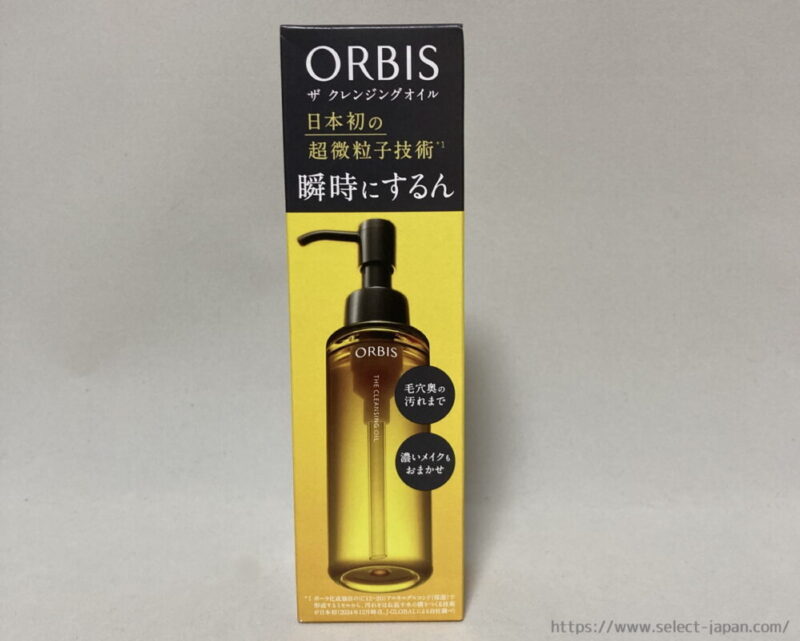 ORBIS
ザ クレンジングオイル
日本初の
超微粒子技術*1
瞬時にするん
ORBIS
THE CLEANSING OIL
毛穴奥の
汚れまで
濃いメイクも
おまかせ
https://www.select-japan.com/